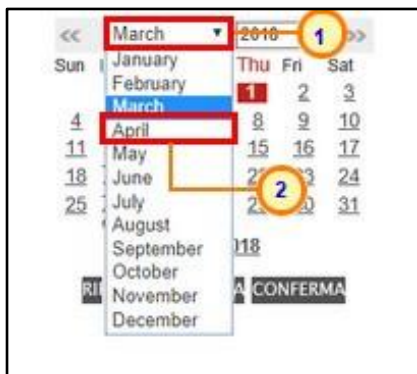 << March 2018 1 >>
Sun Thu Fri Sat
January
February
March 1 2 3
4 April 8 9 10
11 May 15 16 17
18 June 2 24
25 July 31
August
September 018
October
November CONFERMA
December